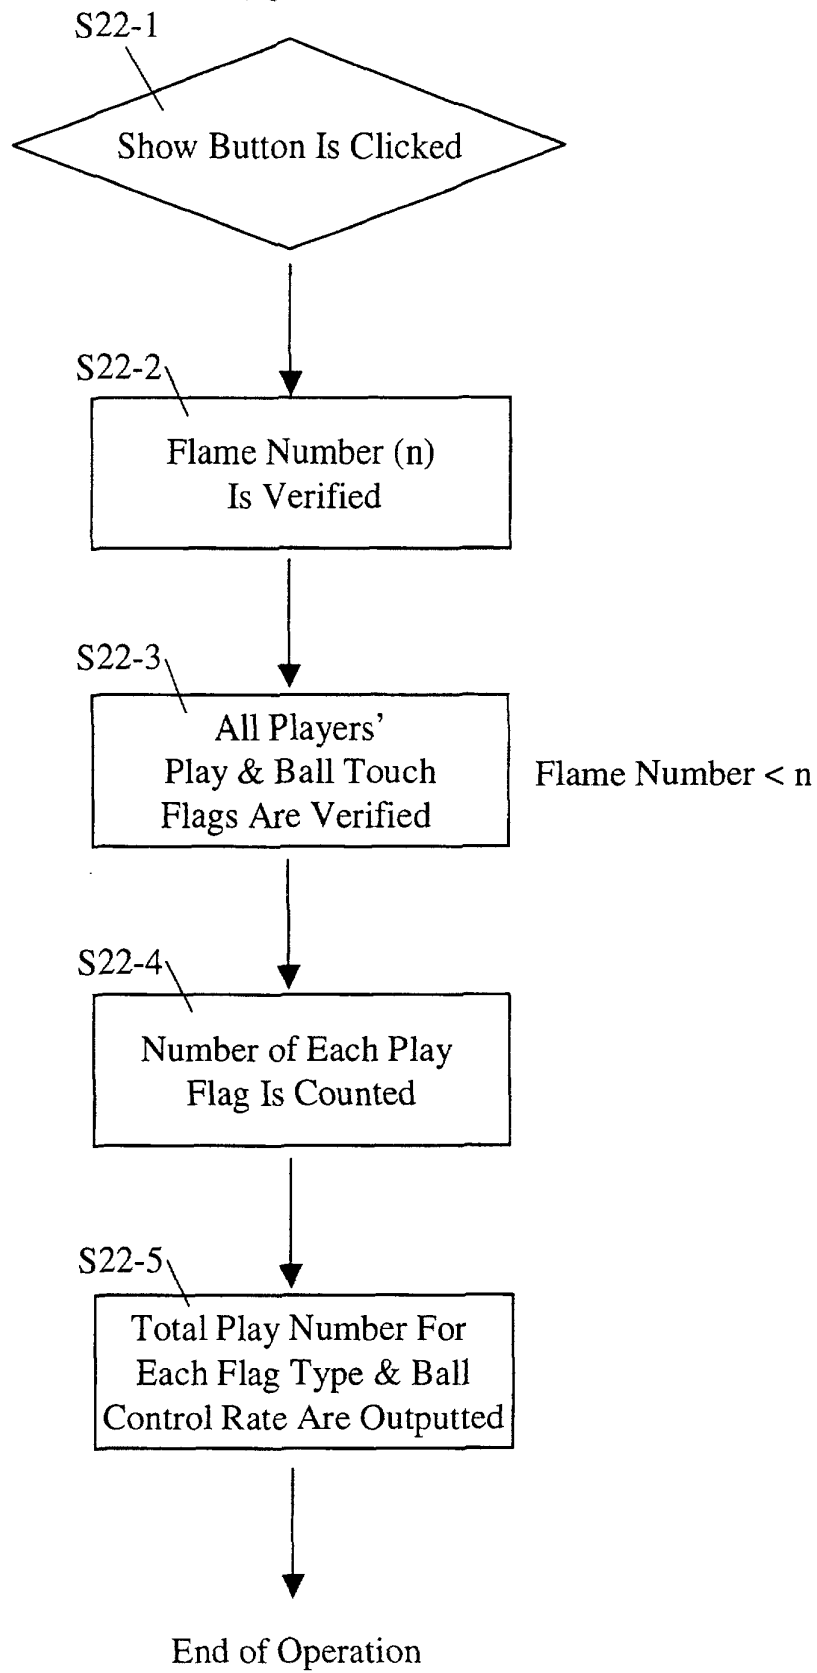 S22-1
Show Button Is Clicked
S22-2
Flame Number (n)
Is Verified
S22-3
All Players’
Play & Ball Touch
Flags Are Verified
Flame Number < n
S22-4
Number of Each Play
Flag Is Counted
S22-5
Total Play Number For
Each Flag Type & Ball
Control Rate Are Outputted
End of Operation